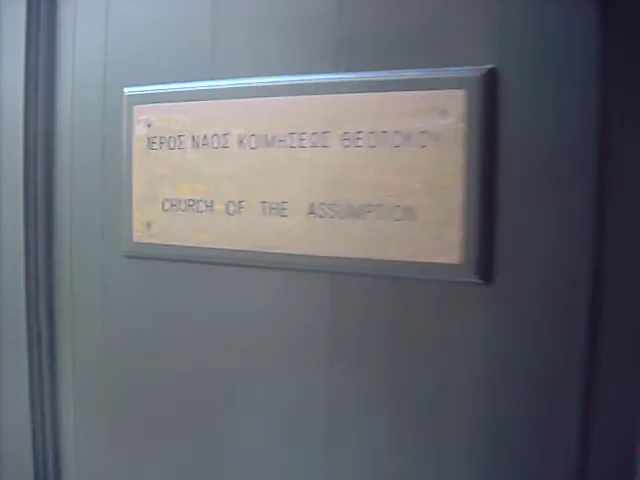 ΙΕΡΟΣ ΝΑΟΣ ΚΟΙΜΗΣΕΩΣ ΘΕΟΤΟΚΟΥ
CHURCH OF THE ASSUMPTION